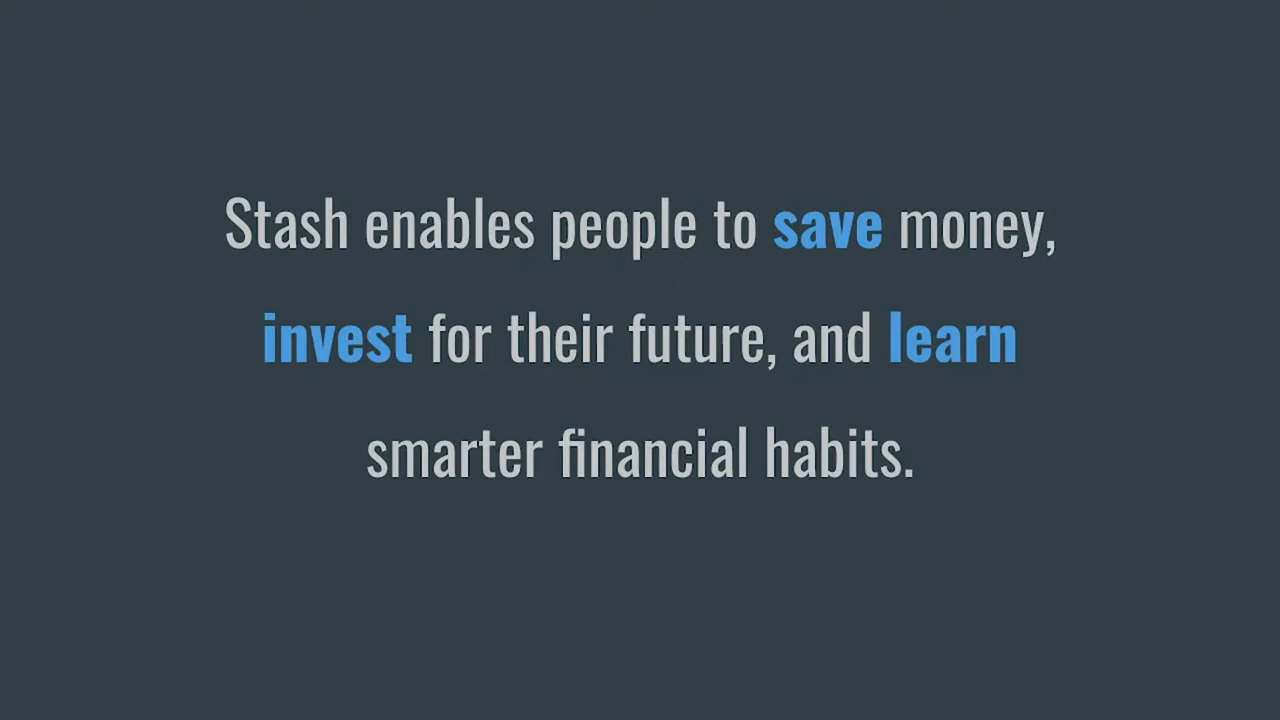 Stash enables people to save money,
invest for their future, and learn
smarter financial habits.